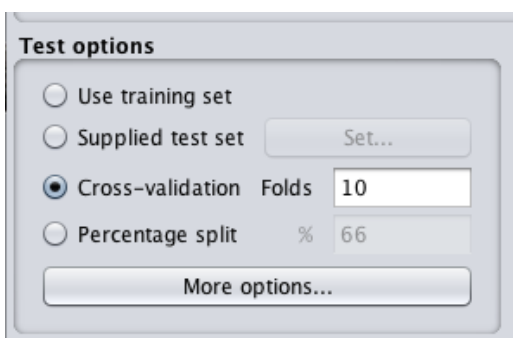 Test options
Use training set
Supplied test set Set...
Cross-validation Folds 10
Percentage split % 66
More options...